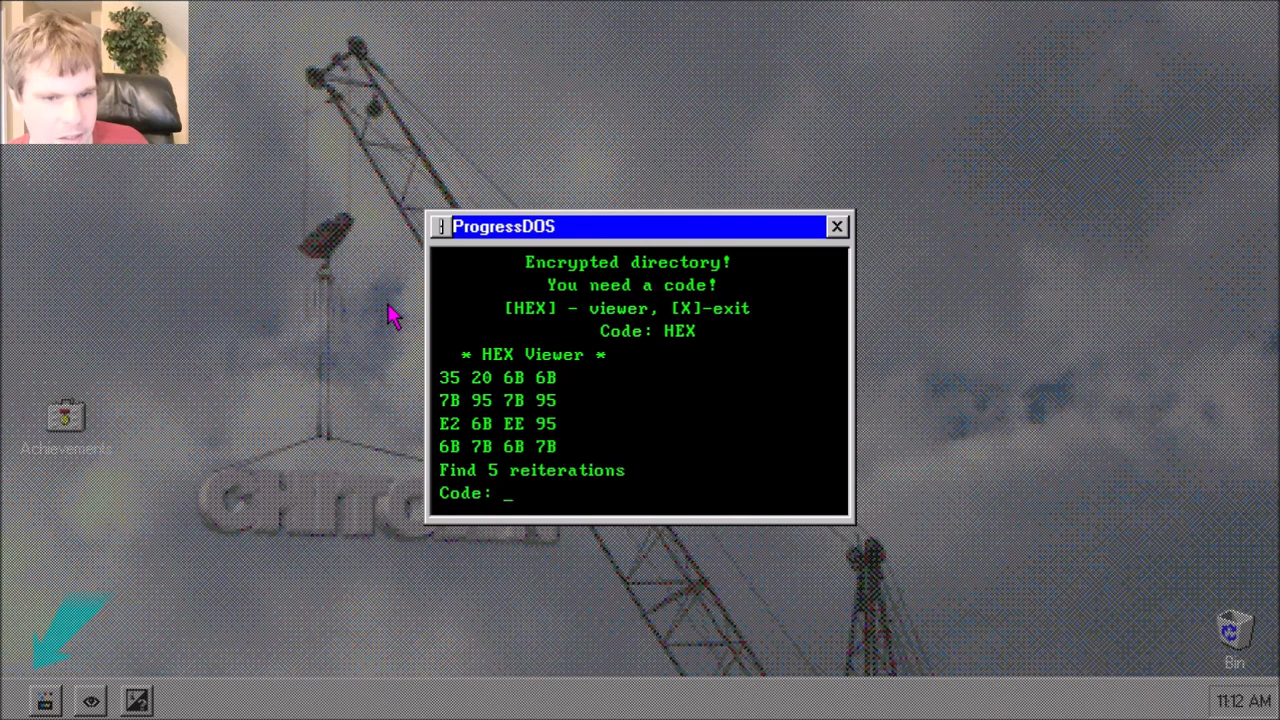 ProgressDOS
Encrypted directory!
You need a code!
[HEX] - viewer, [X]-exit
Code: HEX
* HEX Viewer *
35 20 6B 6B
7B 95 7B 95
E2 6B EE 95
6B 7B 6B 7B
Find 5 reiterations
Code: _
Achievements
Bin
11:12 AM